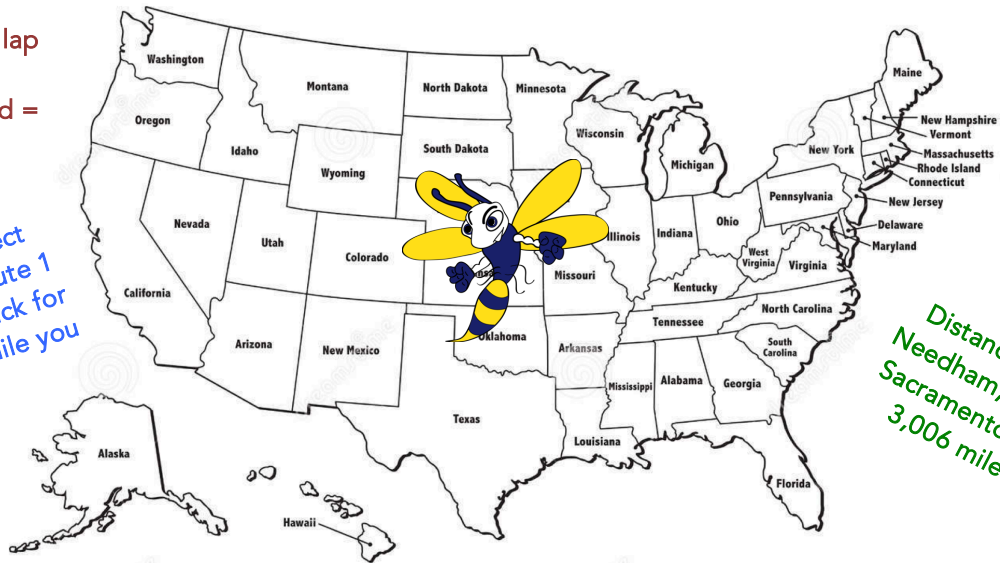 lap
d =
ect
ute 1
ck for
ile you
Washington
Oregon
California
Nevada
Idaho
Montana
Wyoming
Utah
Colorado
Arizona
New Mexico
North Dakota
South Dakota
Oklahoma
Texas
Minnesota
Wisconsin
Illinois
Missouri
Arkansas
Louisiana
Michigan
Indiana
Ohio
Kentucky
Tennessee
Mississippi
Alabama
Georgia
Florida
South
Carolina
North Carolina
West
Virginia
Virginia
Pennsylvania
New York
Maine
New Hampshire
Vermont
Massachusetts
Rhode Island
Connecticut
New Jersey
Delaware
Maryland
Alaska
Hawaii
Distanc
Needham,
Sacramento
3,006 mile